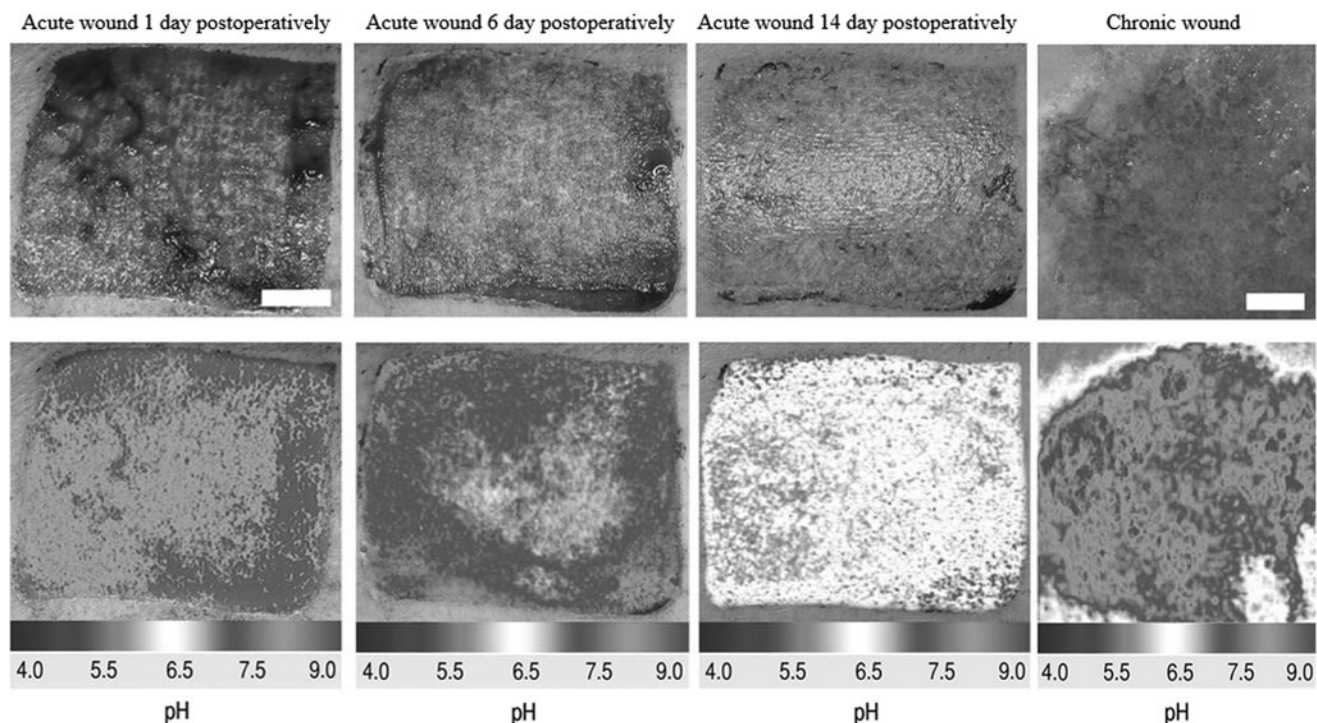 Acute wound 1 day postoperatively
Acute wound 6 day postoperatively
Acute wound 14 day postoperatively
Chronic wound
4.0 5.5 6.5 7.5 9.0
4.0 5.5 6.5 7.5 9.0
4.0 5.5 6.5 7.5 9.0
4.0 5.5 6.5 7.5 9.0
pH
pH
pH
pH